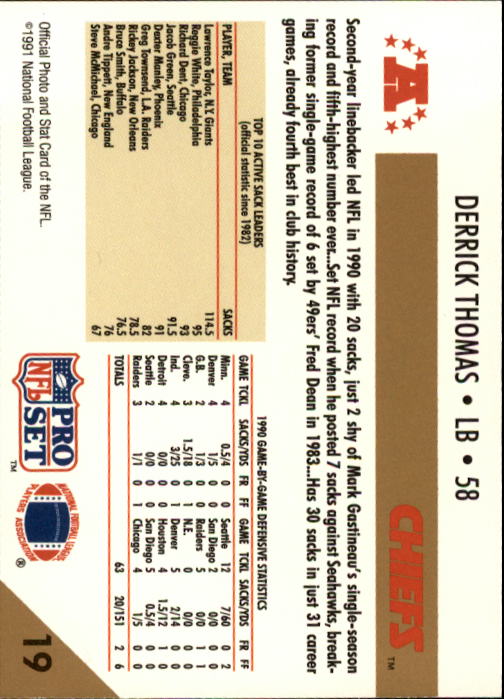 DERRICK THOMAS • LB • 58
A
CHIEFS™
Second-year linebacker led NFL in 1990 with 20 sacks, just 2 shy of Mark Gastineau's single-season
record and fifth-highest number ever...Set NFL record when he posted 7 sacks against Seahawks, break-
ing former single-game record of 6 set by 49ers' Fred Dean in 1983...Has 30 sacks in just 31 career
games, already fourth best in club history.
TOP 10 ACTIVE SACK LEADERS
(official statistic since 1982)
PLAYER, TEAM SACKS
Lawrence Taylor, N.Y. Giants 114.5
Reggie White, Philadelphia 95
Richard Dent, Chicago 93
Jacob Green, Seattle 91.5
Dexter Manley, Phoenix 91
Greg Townsend, L.A. Raiders 82
Rickey Jackson, New Orleans 78.5
Bruce Smith, Buffalo 76.5
Andre Tippett, New England 76
Steve McMichael, Chicago 67
1990 GAME-BY-GAME DEFENSIVE STATISTICS
GAME TCKL SACKS/YDS FR FF GAME TCKL SACKS/YDS FR FF
Minn. 4 0.5/4 0 0 Seattle 12 7/60 0 2
Denver 4 1/5 0 0 San Diego 2 0/0 0 0
G.B. 2 1/3 0 0 Raiders 5 0/0 1 1
Cleve. 3 1.5/18 0 1 N.E. 0 0/0 0 0
Ind. 4 3/25 0 1 Denver 5 2/14 0 0
Detroit 4 0/0 0 0 Houston 4 1.5/12 1 0
Seattle 2 0/0 0 0 San Diego 5 0.5/4 0 0
Raiders 3 1/1 0 1 Chicago 4 1/5 0 0
TOTALS 63 20/151 2 6
Official Photo and Stat Card of the NFL.
©1991 National Football League.
PRO
NFL SET™
NATIONAL FOOTBALL LEAGUE
PLAYERS ASSOCIATION®
19